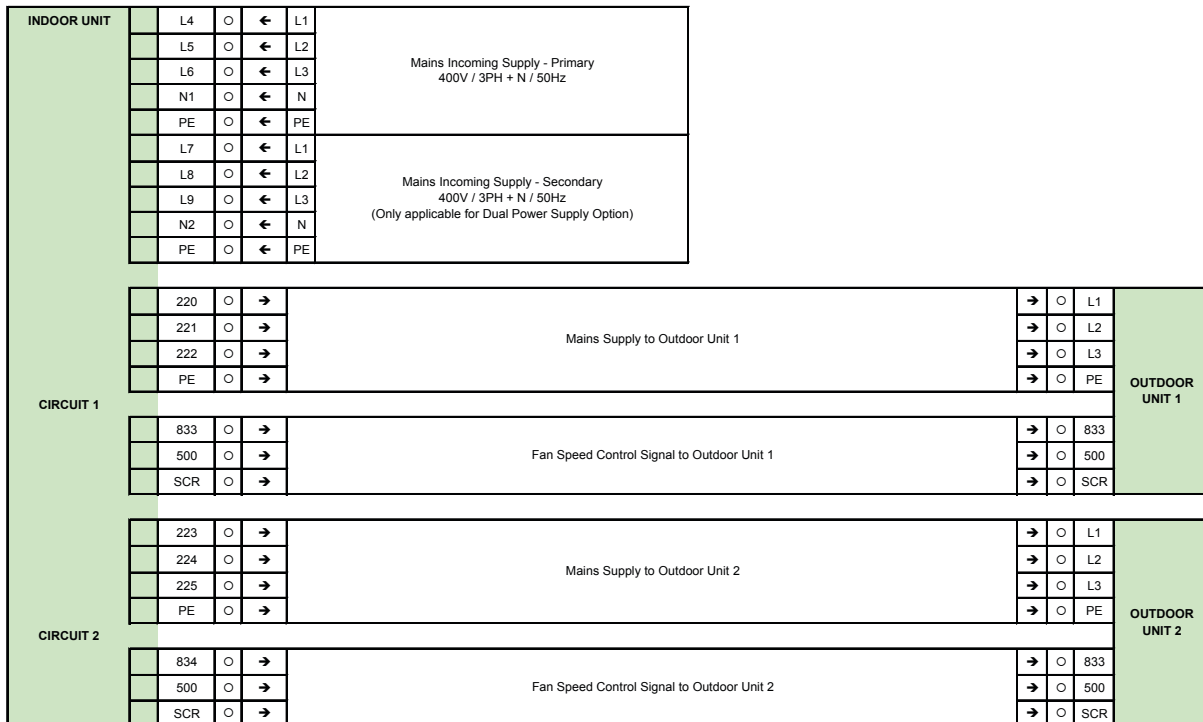 INDOOR UNIT L4 O ← L1
L5 O ← L2
L6 O ← L3
N1 O ← N
PE O ← PE
Mains Incoming Supply - Primary
400V / 3PH + N / 50Hz
L7 O ← L1
L8 O ← L2
L9 O ← L3
N2 O ← N
PE O ← PE
Mains Incoming Supply - Secondary
400V / 3PH + N / 50Hz
(Only applicable for Dual Power Supply Option)
CIRCUIT 1
220 O → → O L1
221 O → → O L2
222 O → → O L3
PE O → → O PE
Mains Supply to Outdoor Unit 1
OUTDOOR
UNIT 1
833 O → → O 833
500 O → Fan Speed Control Signal to Outdoor Unit 1 → O 500
SCR O → → O SCR
CIRCUIT 2
223 O → → O L1
224 O → → O L2
225 O → → O L3
PE O → → O PE
Mains Supply to Outdoor Unit 2
OUTDOOR
UNIT 2
834 O → → O 833
500 O → Fan Speed Control Signal to Outdoor Unit 2 → O 500
SCR O → → O SCR